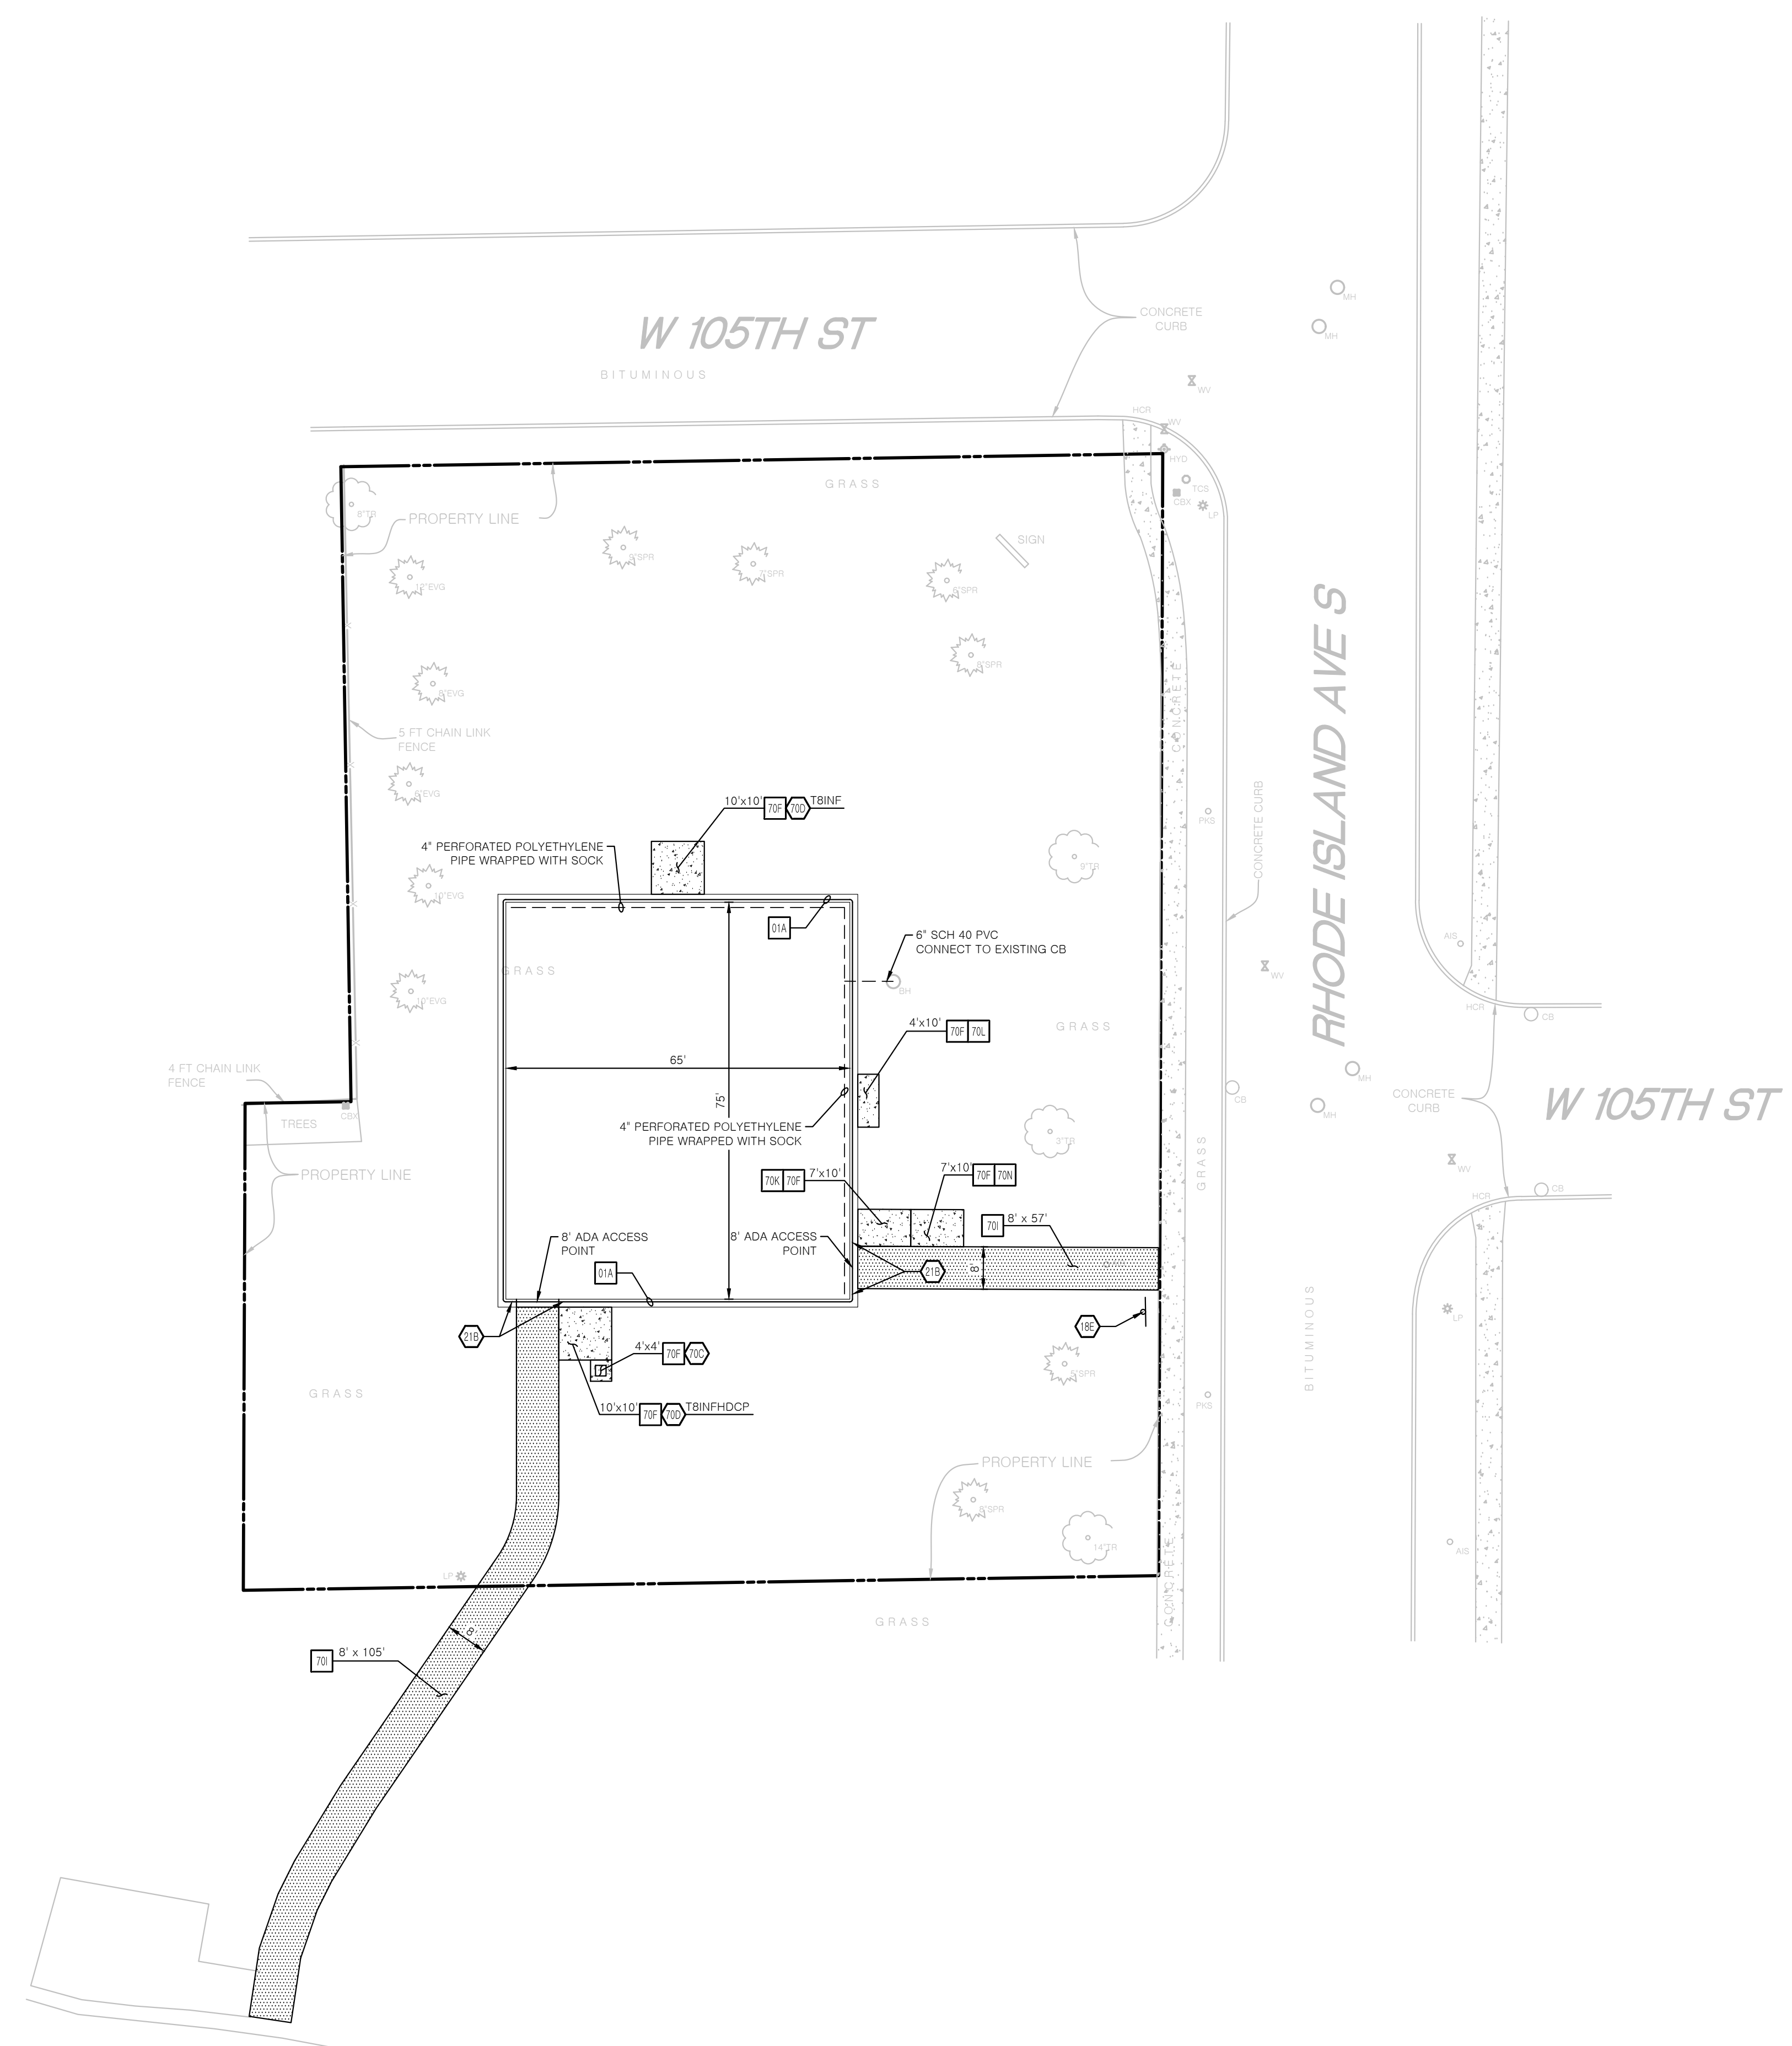 MH
CONCRETE
CURB
W 105TH ST
MH
BITUMINOUS
WV
HCR
WV
HYD
GRASS
TCS
CBX
LP
8"TR
PROPERTY LINE
SIGN
9"SPR
7"SPR
12"EVG
6"SPR
8"SPR
CONCRETE
RHODE ISLAND AVE S
8"EVG
5 FT CHAIN LINK
FENCE
6"EVG
10'x10' 70F 70D T8INF
PKS
CONCRETE CURB
4" PERFORATED POLYETHYLENE
PIPE WRAPPED WITH SOCK
9"TR
10"EVG
01A
6" SCH 40 PVC
CONNECT TO EXISTING CB
AIS
GRASS
WV
BH
10"EVG
HCR
CB
4'x10' 70F 70L
GRASS
65'
4 FT CHAIN LINK
FENCE
MH
CB
CONCRETE
CURB
W 105TH ST
75'
CBX
MH
TREES
4" PERFORATED POLYETHYLENE
PIPE WRAPPED WITH SOCK
3"TR
GRASS
WV
PROPERTY LINE
70K 70F 7'x10'
7'x10' 70F 70N
CB
HCR
70I 8' x 57'
8' ADA ACCESS
POINT
8' ADA ACCESS
POINT
01A
21B
8'
LP
21B
18E
BITUMINOUS
4'x4' 70F 70C
5"SPR
GRASS
PKS
10'x10' 70F 70D T8INFHDCP
PROPERTY LINE
8"SPR
14"TR
AIS
CONCRETE
LP
GRASS
8'
70I 8' x 105'